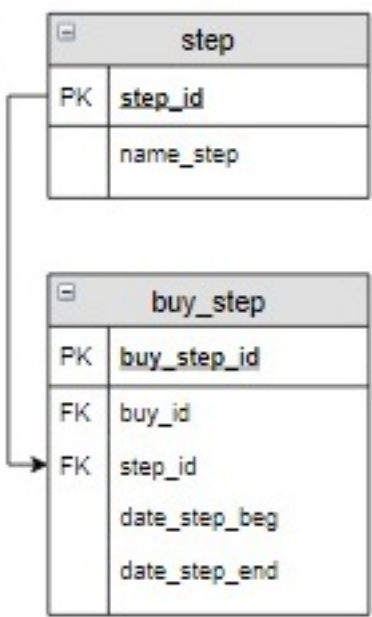 step
PK step_id
name_step
buy_step
PK buy_step_id
FK buy_id
FK step_id
date_step_beg
date_step_end